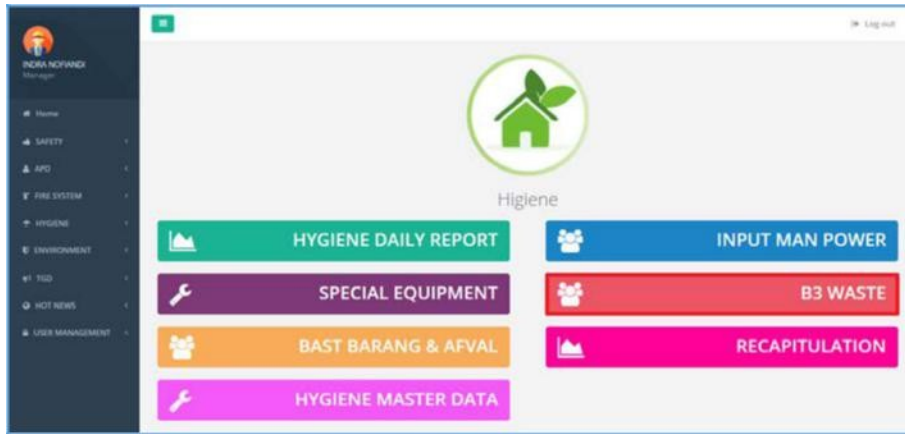 Log out
INDRA NOFIANDI
Manager
Home
SAFETY
APD
FIRE SYSTEM
HYGIENE
ENVIRONMENT
TGD
HOT NEWS
USER MANAGEMENT
Higiene
HYGIENE DAILY REPORT
INPUT MAN POWER
SPECIAL EQUIPMENT
B3 WASTE
BAST BARANG & AFVAL
RECAPITULATION
HYGIENE MASTER DATA